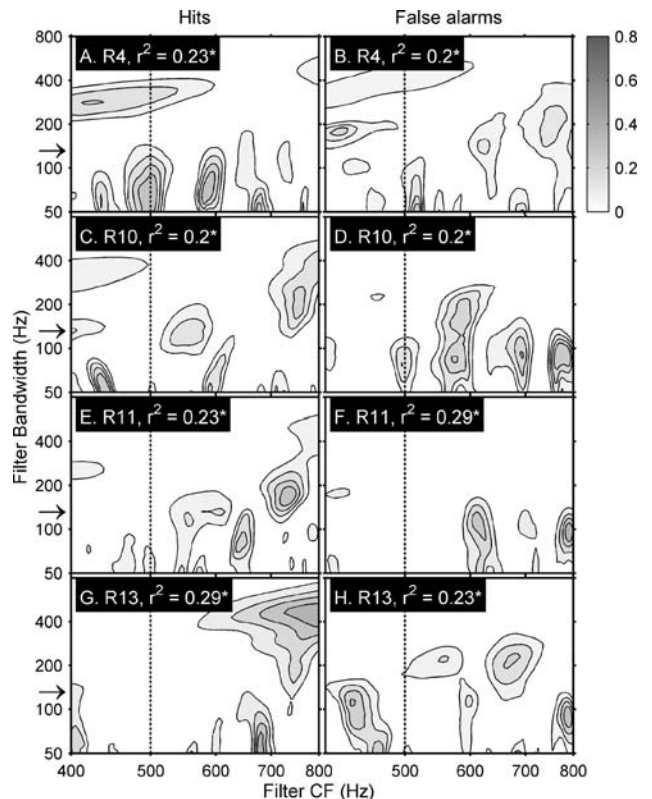 Hits False alarms
800 400 200 100 50
A. R4, r² = 0.23*
B. R4, r² = 0.2*
0.8
0.6
0.4
0.2
0
400 200 100 50
C. R10, r² = 0.2*
D. R10, r² = 0.2*
Filter Bandwidth (Hz)
400 200 100 50
E. R11, r² = 0.23*
F. R11, r² = 0.29*
400 100 50
G. R13, r² = 0.29*
H. R13, r² = 0.23*
200
400 500 600 700 800 500 600 700 800
Filter CF (Hz)